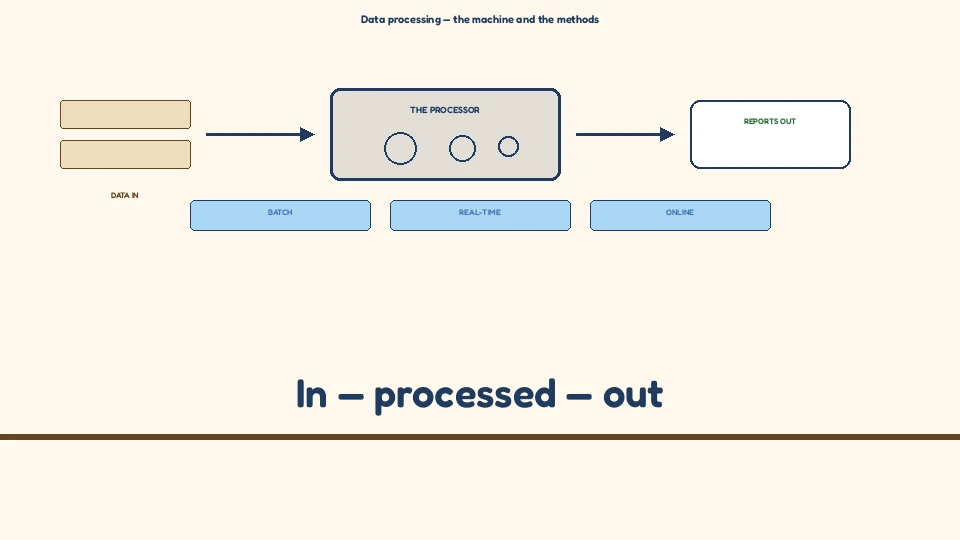 Data processing – the machine and the methods
THE PROCESSOR
REPORTS OUT
DATA IN
BATCH
REAL-TIME
ONLINE
In – processed – out